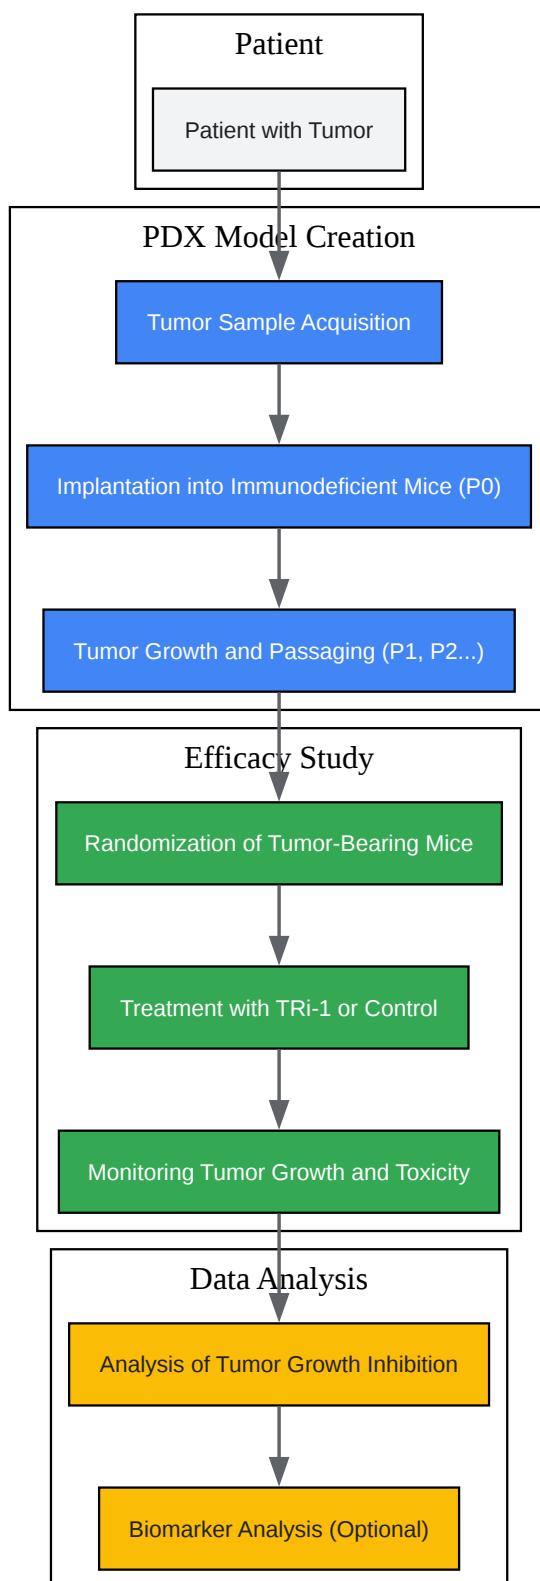 Patient
Patient with Tumor
PDX Model Creation
Tumor Sample Acquisition
Implantation into Immunodeficient Mice (P0)
Tumor Growth and Passaging (P1, P2...)
Efficacy Study
Randomization of Tumor-Bearing Mice
Treatment with TRi-1 or Control
Monitoring Tumor Growth and Toxicity
Data Analysis
Analysis of Tumor Growth Inhibition
Biomarker Analysis (Optional)